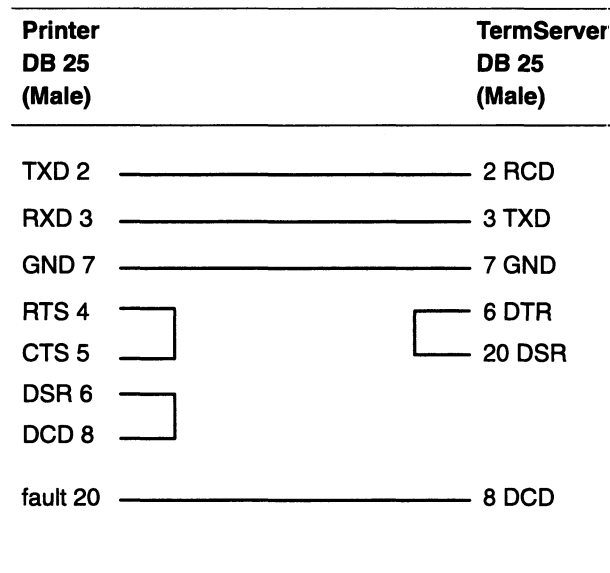 Printer TermServer
DB 25 DB 25
(Male) (Male)
TXD 2 2 RCD
RXD 3 3 TXD
GND 7 7 GND
RTS 4 6 DTR
CTS 5 20 DSR
DSR 6
DCD 8
fault 20 8 DCD